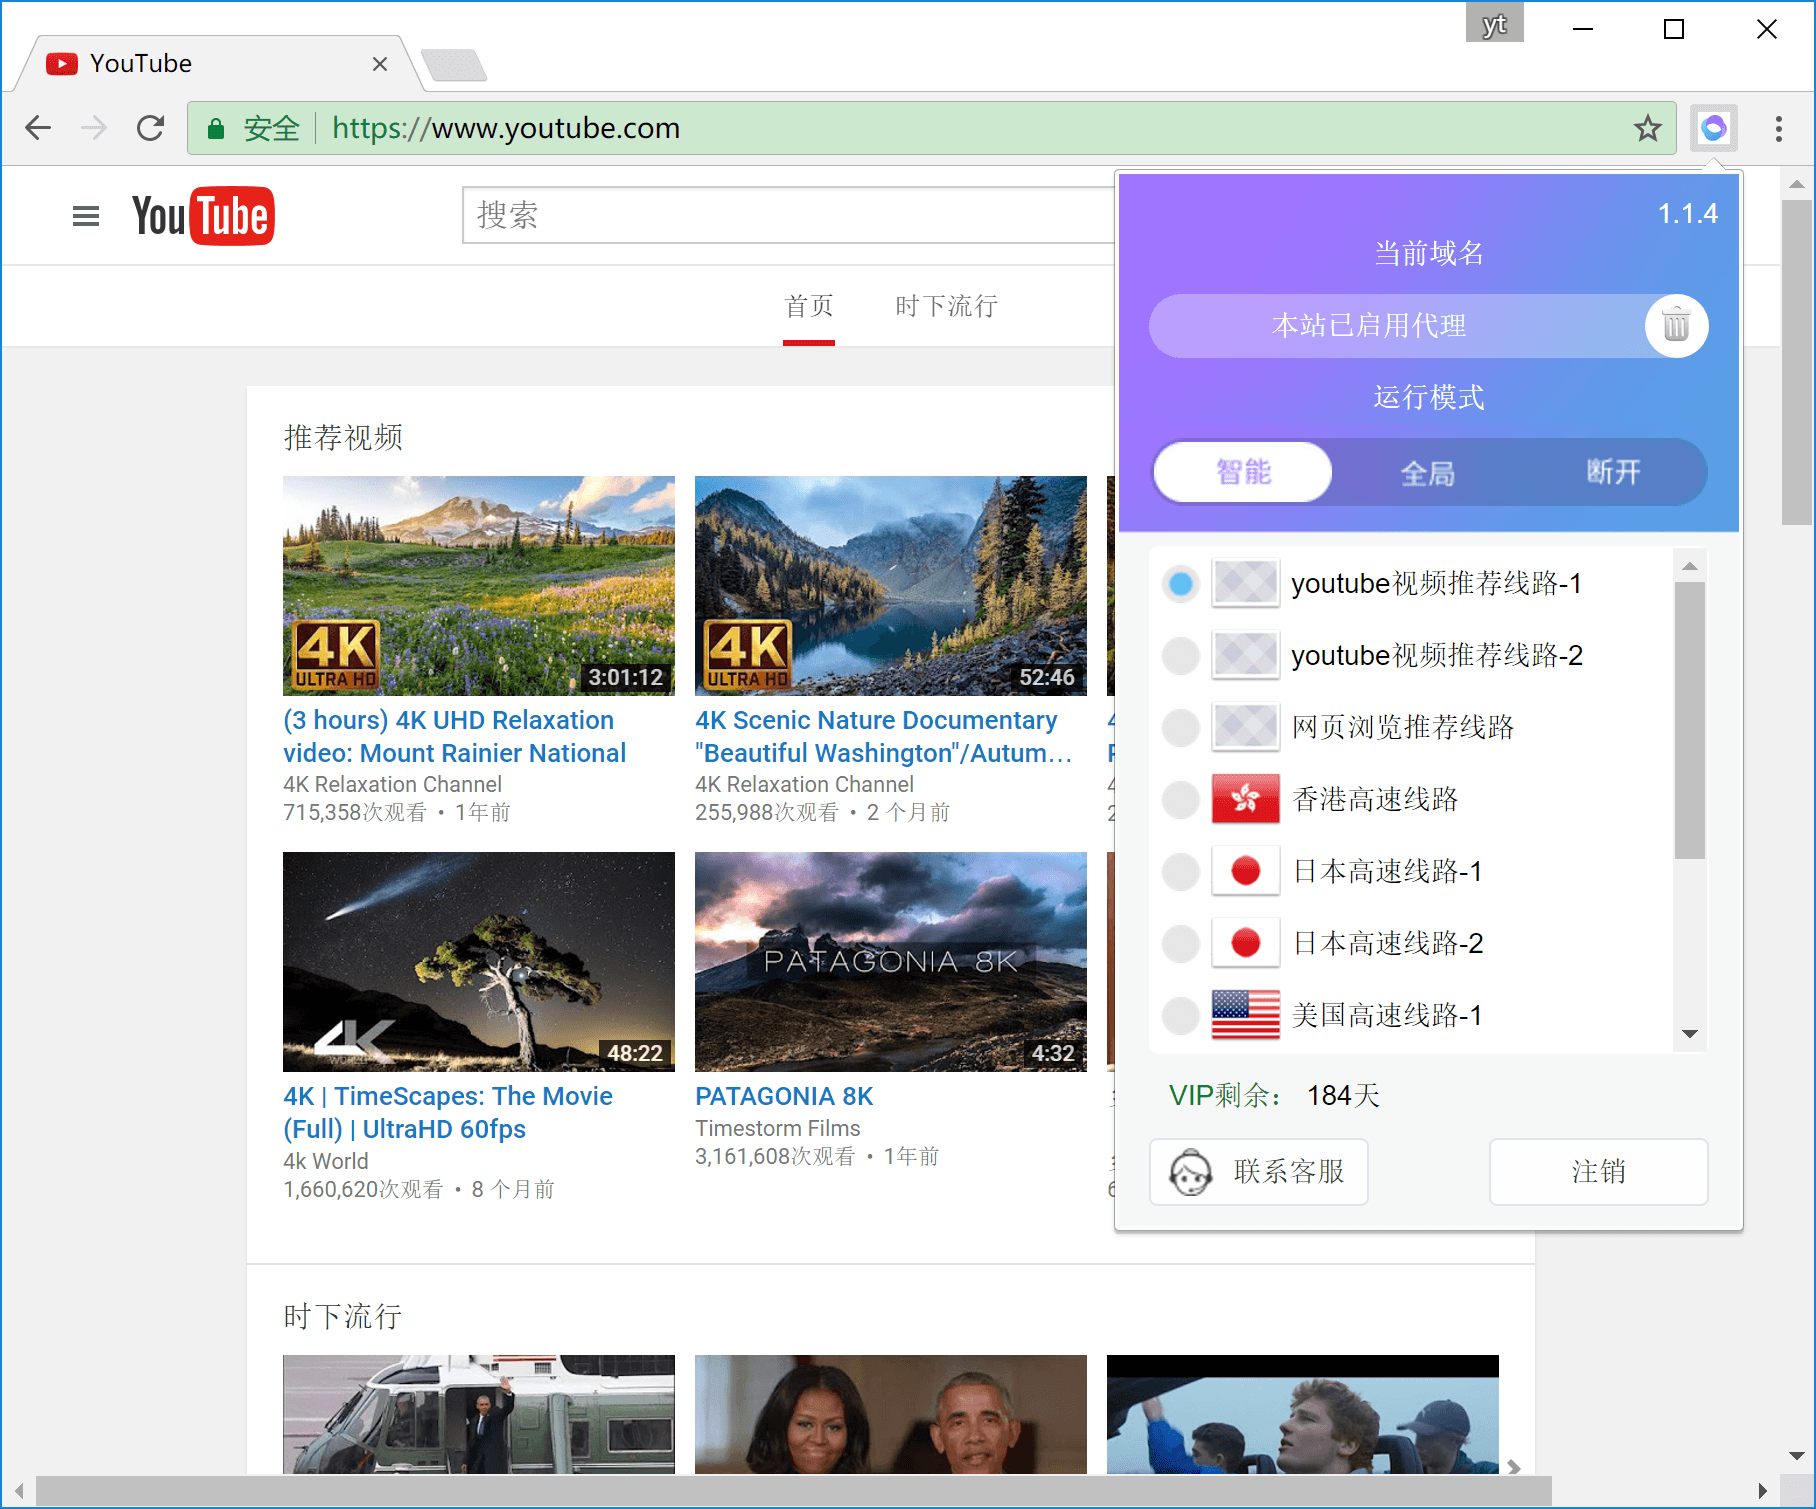 yt
YouTube
安全 https://www.youtube.com
YouTube
搜索
首页 时下流行
推荐视频
4K
ULTRA HD
3:01:12
(3 hours) 4K UHD Relaxation
video: Mount Rainier National
4K Relaxation Channel
715,358次观看 • 1年前
4K
ULTRA HD
52:46
4K Scenic Nature Documentary
"Beautiful Washington"/Autum…
4K Relaxation Channel
255,988次观看 • 2 个月前
4K
WORLD
48:22
4K | TimeScapes: The Movie
(Full) | UltraHD 60fps
4k World
1,660,620次观看 • 8 个月前
PATAGONIA 8K
4:32
PATAGONIA 8K
Timestorm Films
3,161,608次观看 • 1年前
时下流行
1.1.4
当前域名
本站已启用代理
运行模式
智能 全局 断开
youtube视频推荐线路-1
youtube视频推荐线路-2
网页浏览推荐线路
香港高速线路
日本高速线路-1
日本高速线路-2
美国高速线路-1
VIP剩余： 184天
联系客服 注销